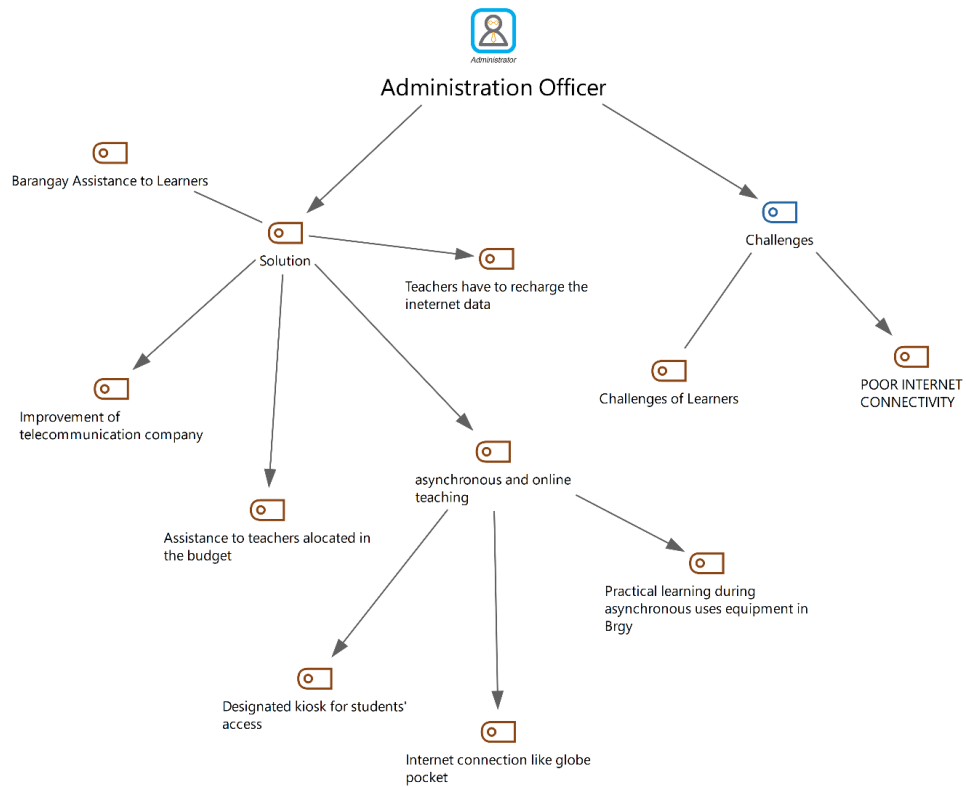 Administrator
Administration Officer
Barangay Assistance to Learners
Solution
Challenges
Teachers have to recharge the
ineternet data
Challenges of Learners
POOR INTERNET
CONNECTIVITY
Improvement of
telecommunication company
asynchronous and online
teaching
Assistance to teachers alocated in
the budget
Practical learning during
asynchronous uses equipment in
Brgy
Designated kiosk for students'
access
Internet connection like globe
pocket